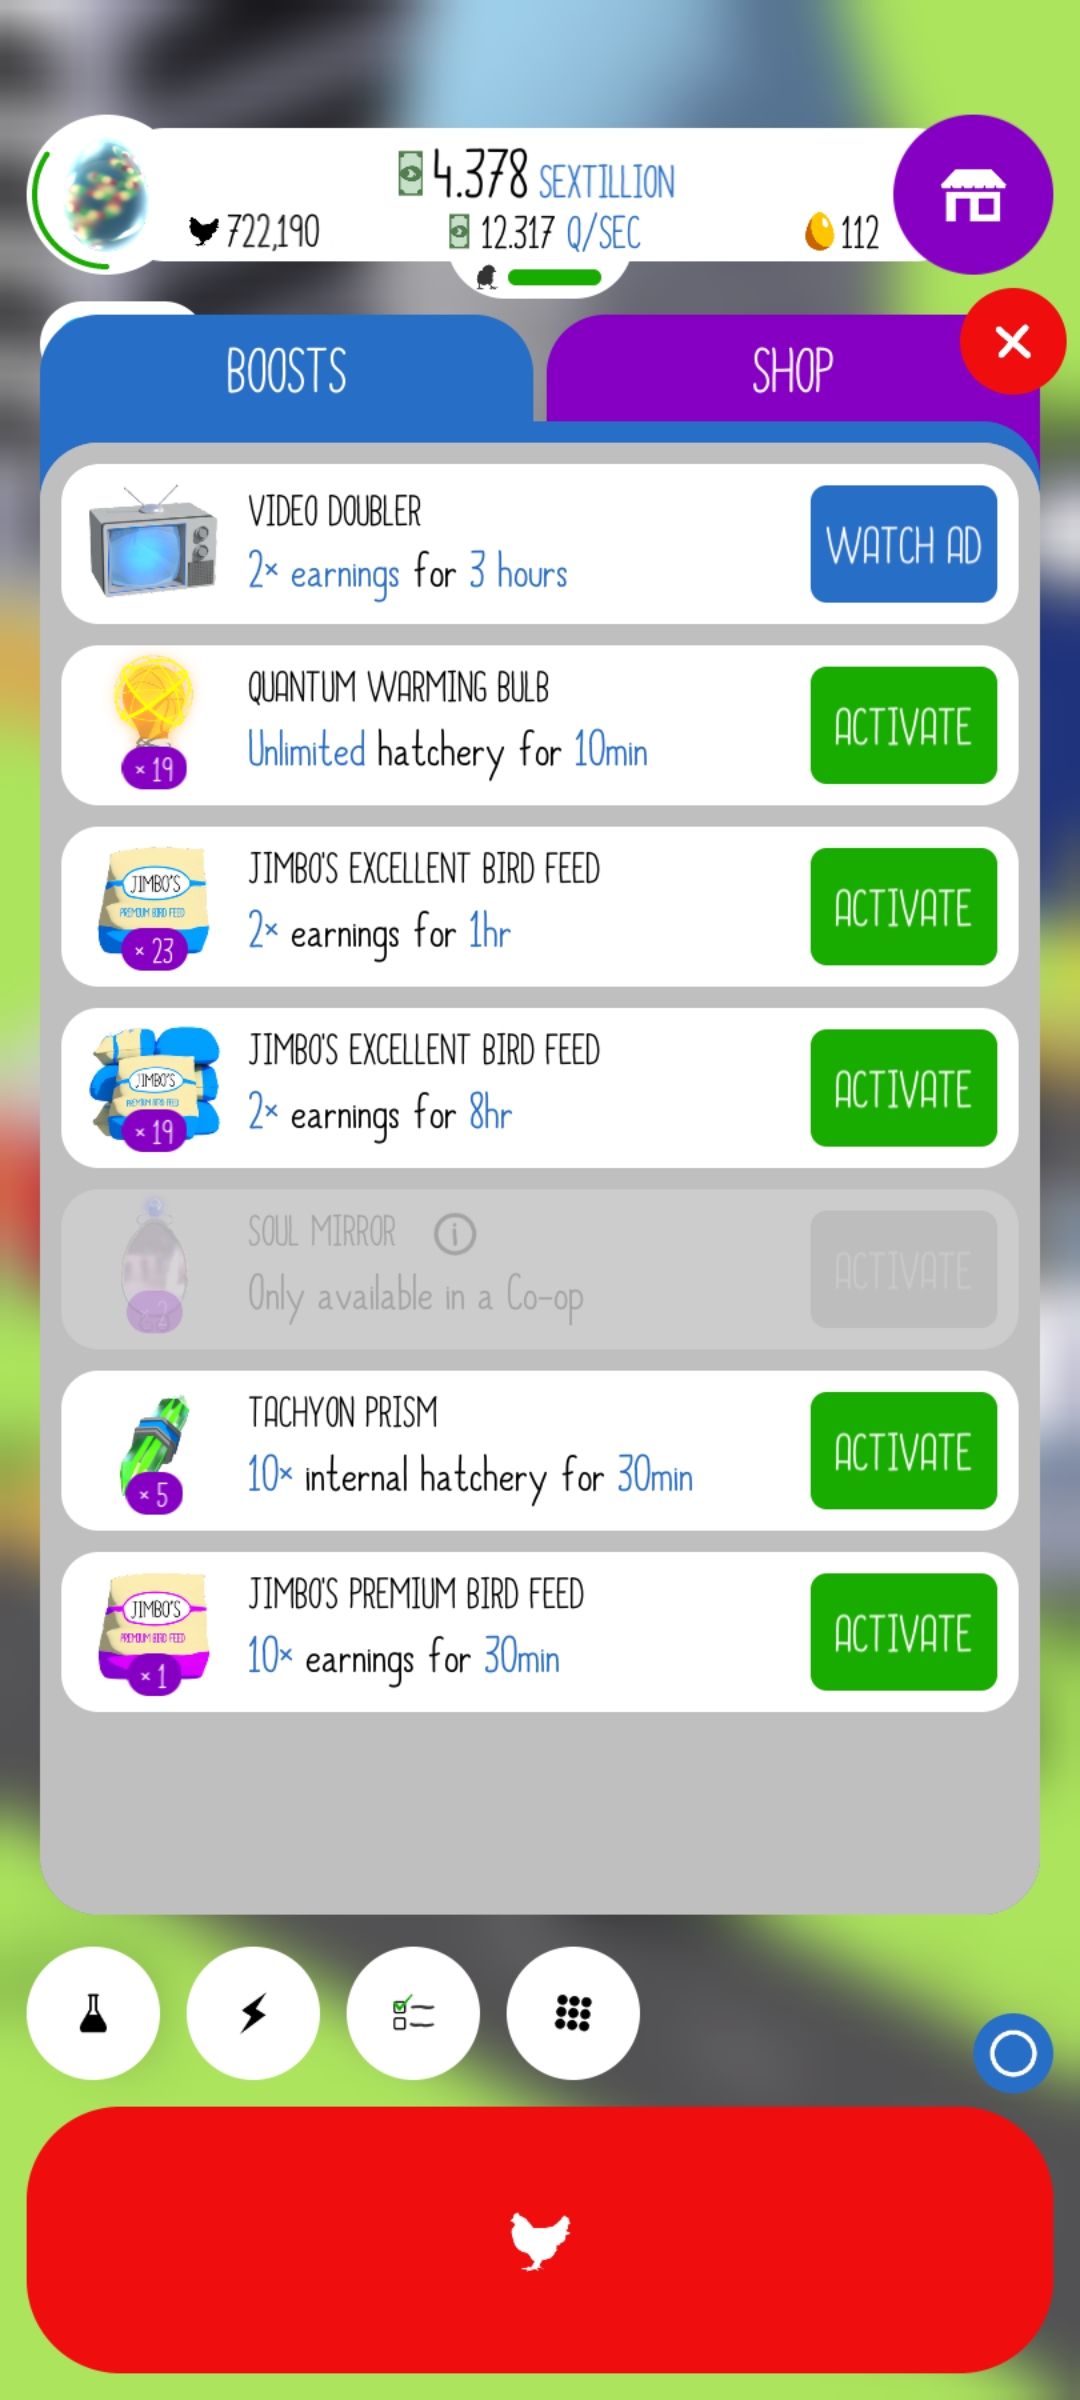 4.378 SEXTILLION
722,190
12.317 Q/SEC
112
BOOSTS
SHOP
VIDEO DOUBLER
2× earnings for 3 hours
WATCH AD
QUANTUM WARMING BULB
Unlimited hatchery for 10min
× 19
ACTIVATE
JIMBO'S EXCELLENT BIRD FEED
2× earnings for 1hr
JIMBO'S
PREMIUM BIRD FEED
× 23
ACTIVATE
JIMBO'S EXCELLENT BIRD FEED
2× earnings for 8hr
JIMBO'S
PREMIUM BIRD FEED
× 19
ACTIVATE
SOUL MIRROR i
Only available in a Co-op
× 2
ACTIVATE
TACHYON PRISM
10× internal hatchery for 30min
× 5
ACTIVATE
JIMBO'S PREMIUM BIRD FEED
10× earnings for 30min
JIMBO'S
PREMIUM BIRD FEED
× 1
ACTIVATE